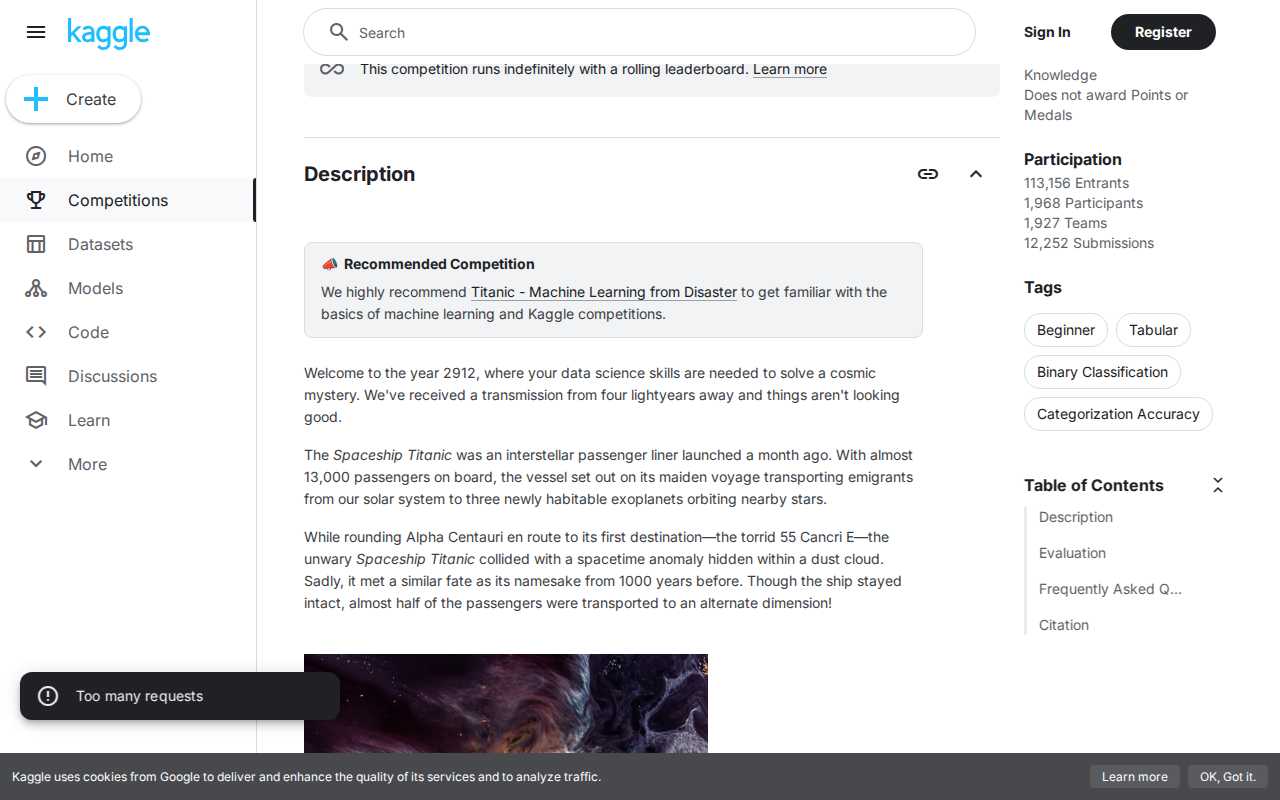 kaggle
Search
Sign In
Register
Create
Home
Competitions
Datasets
Models
Code
Discussions
Learn
More
This competition runs indefinitely with a rolling leaderboard. Learn more
Description
📣 Recommended Competition
We highly recommend Titanic - Machine Learning from Disaster to get familiar with the
basics of machine learning and Kaggle competitions.
Welcome to the year 2912, where your data science skills are needed to solve a cosmic
mystery. We've received a transmission from four lightyears away and things aren't looking
good.
The Spaceship Titanic was an interstellar passenger liner launched a month ago. With almost
13,000 passengers on board, the vessel set out on its maiden voyage transporting emigrants
from our solar system to three newly habitable exoplanets orbiting nearby stars.
While rounding Alpha Centauri en route to its first destination—the torrid 55 Cancri E—the
unwary Spaceship Titanic collided with a spacetime anomaly hidden within a dust cloud.
Sadly, it met a similar fate as its namesake from 1000 years before. Though the ship stayed
intact, almost half of the passengers were transported to an alternate dimension!
Knowledge
Does not award Points or
Medals
Participation
113,156 Entrants
1,968 Participants
1,927 Teams
12,252 Submissions
Tags
Beginner
Tabular
Binary Classification
Categorization Accuracy
Table of Contents
Description
Evaluation
Frequently Asked Q...
Citation
Too many requests
Kaggle uses cookies from Google to deliver and enhance the quality of its services and to analyze traffic.
Learn more
OK, Got it.